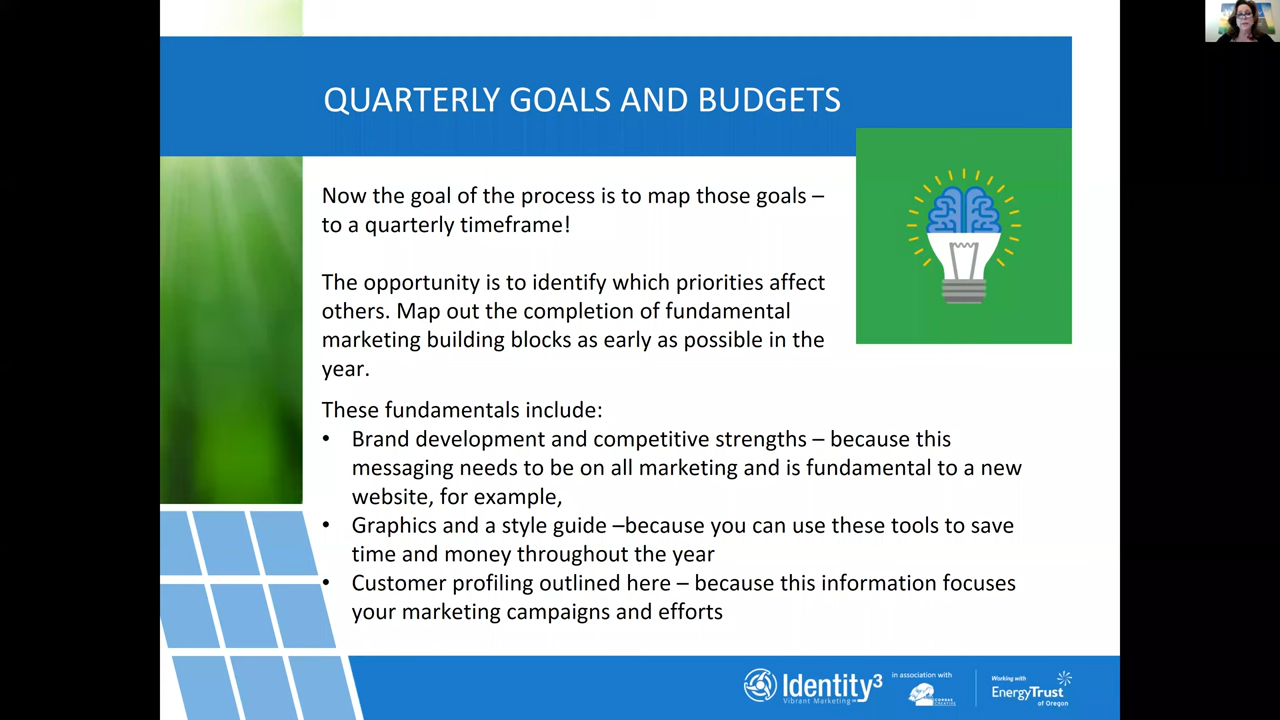 QUARTERLY GOALS AND BUDGETS
Now the goal of the process is to map those goals –
to a quarterly timeframe!
The opportunity is to identify which priorities affect
others. Map out the completion of fundamental
marketing building blocks as early as possible in the
year.
These fundamentals include:
• Brand development and competitive strengths – because this
messaging needs to be on all marketing and is fundamental to a new
website, for example,
• Graphics and a style guide –because you can use these tools to save
time and money throughout the year
• Customer profiling outlined here – because this information focuses
your marketing campaigns and efforts
Identity3
Vibrant Marketing
in association with
Working with
EnergyTrust
of Oregon